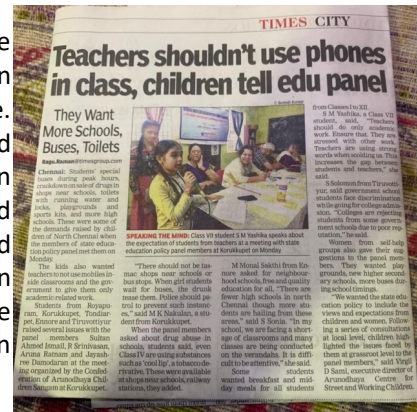 TIMES CITY
Teachers shouldn't use phones
in class, children tell edu panel
They Want
More Schools,
Buses, Toilets
Ragu.Raman@timesgroup.com
Chennai: Students' special
buses during peak hours,
crackdown on sale of drugs in
shops near schools, toilets
with running water and
locks, playgrounds and
sports kits, and more high
schools. These were some of
the demands raised by chil-
dren of North Chennai when
the members of state educa-
tion policy panel met them on
Monday.
The kids also wanted
teachers to not use mobiles in-
side classrooms and the gov-
ernment to give them only
academic related work.
Students from Royapu-
ram, Korukkupet, Tondiar-
pet, Ennore and Tiruvottiyur
raised several issues with the
panel members Sultan
Ahmed Ismail, R Srinivasan,
Aruna Ratnam and Jayash-
ree Damodaran at the meet-
ing organized by the Confed-
eration of Arunodhaya Chil-
dren Sangam at Korukkupet.
SPEAKING THE MIND: Class VII student S M Yashika speaks about
the expectation of students from teachers at a meeting with state
education policy panel members at Korukkupet on Monday
"There should not be tas-
mac shops near schools or
bus stops. When girl students
wait for buses, the drunk
tease them. Police should pa-
trol to prevent such instanc-
es," said M K Nakulan, a stu-
dent from Korukkupet.
When the panel members
asked about drug abuse in
schools, students said, even
Class IV are using substances
such as 'cool lip', a tobacco de-
rivative. These were available
at shops near schools, railway
stations, they added.
M Monal Sakthi from En-
nore asked for neighbour-
hood schools, free and quality
education for all. "There are
fewer high schools in north
Chennai though more stu-
dents are hailing from these
areas," said S Sonia. "In my
school, we are facing a short-
age of classrooms and many
classes are being conducted
on the verandahs. It is diffi-
cult to be attentive," she said.
Some students
wanted breakfast and mid-
day meals for all students
from Classes I to XII.
S M Yashika, a Class VII
student, said, "Teachers
should do only academic
work. Ensure that. They are
stressed with other work.
Teachers are using strong
words when scolding us. This
increases the gap between
students and teachers," she
said.
S Solomon from Tiruvotti-
yur, said government school
students face discrimination
while going for college admis-
sion. "Colleges are rejecting
students from some govern-
ment schools due to poor rep-
utation," he said.
Women from self-help
groups also gave their sug-
gestions to the panel mem-
bers. They wanted play-
grounds, new higher second-
ary schools, more buses dur-
ing school timings.
"We wanted the state edu-
cation policy to include the
views and expectations from
children and women. Follow-
ing a series of consultations
at local level, children high-
lighted the issues faced by
them at grassroot level to the
panel members," said Virgil
D Sami, executive director of
Arunodhaya Centre for
Street and Working Children.